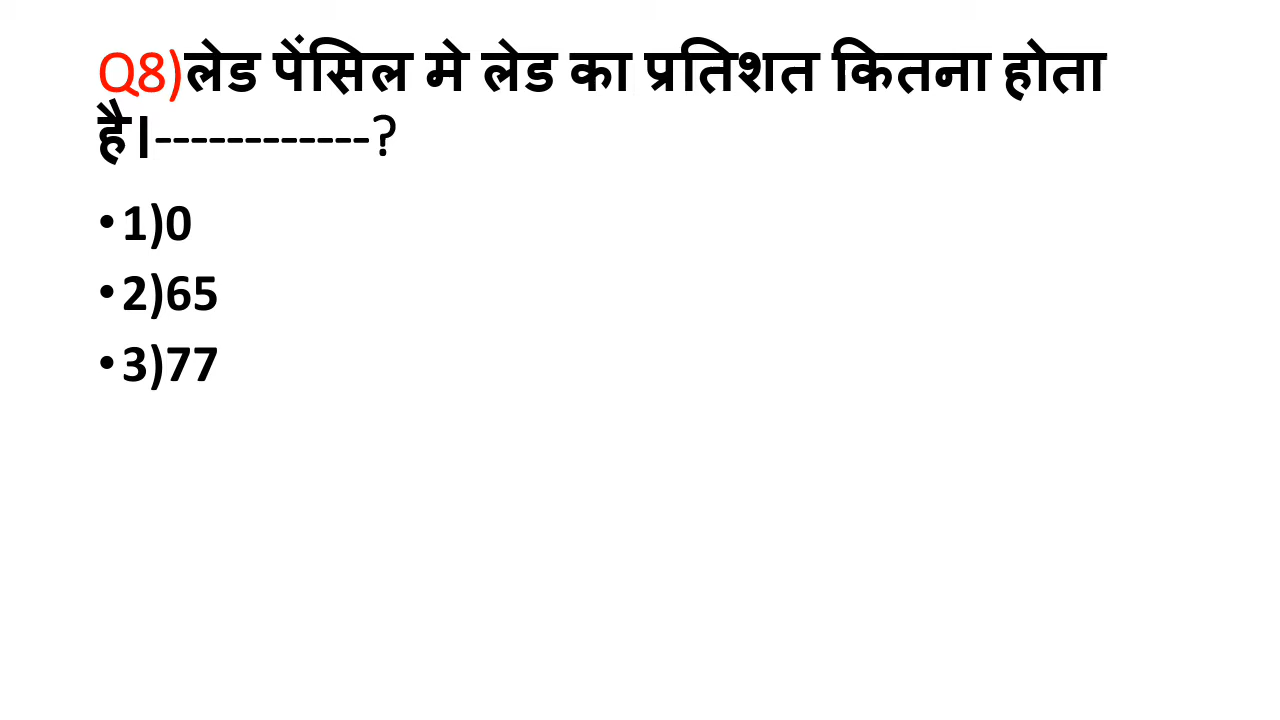 Q8)लेड पेंसिल मे लेड का प्रतिशत कितना होता
है।------------?
• 1)0
• 2)65
• 3)77